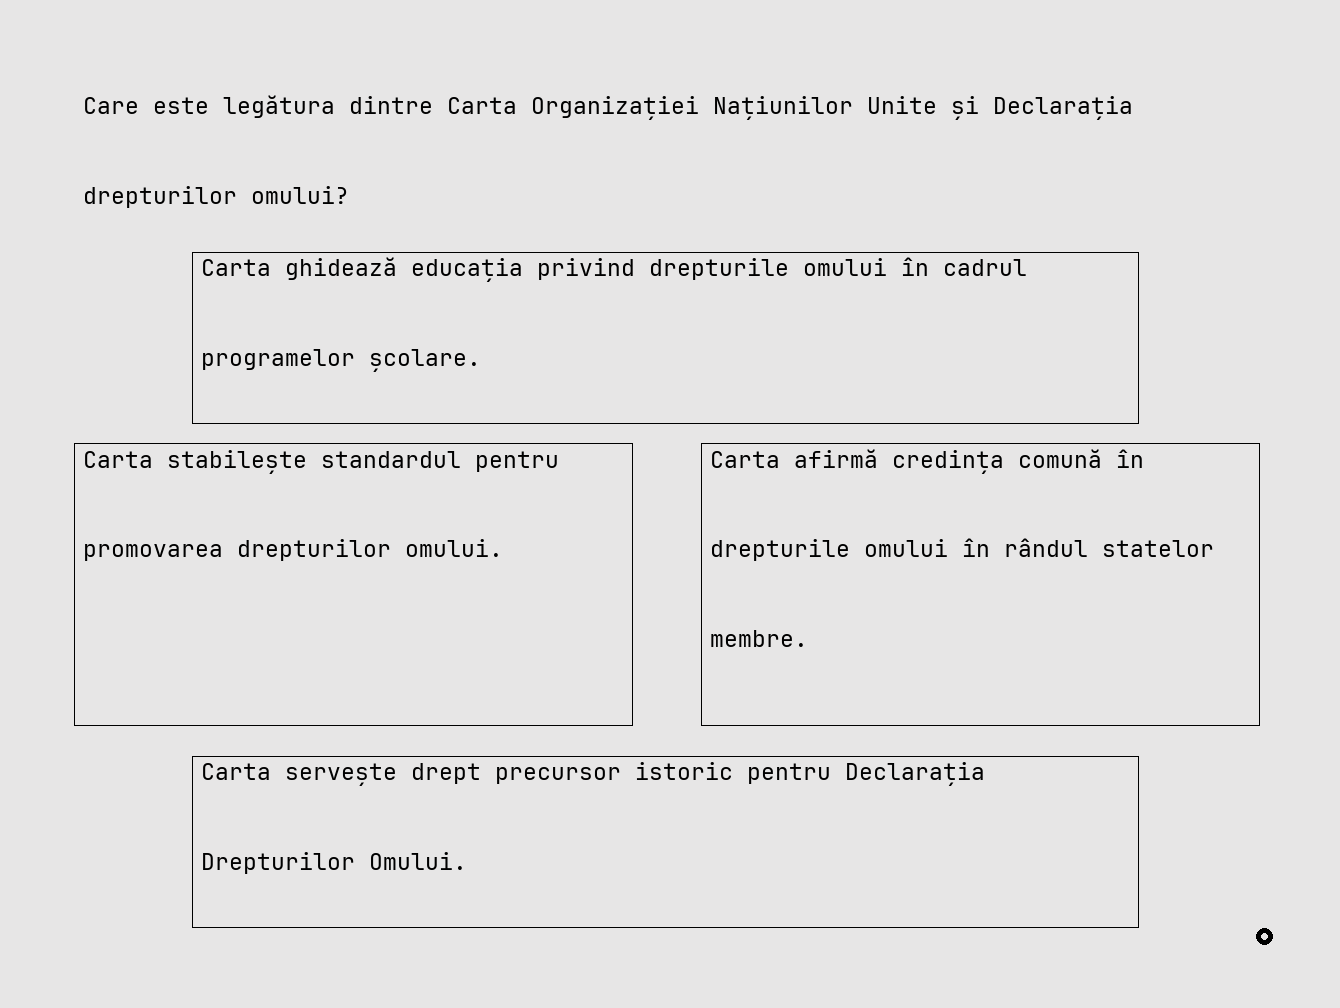 Care este legătura dintre Carta Organizației Națiunilor Unite și Declarația
drepturilor omului?
Carta ghidează educația privind drepturile omului în cadrul
programelor școlare.
Carta stabilește standardul pentru
promovarea drepturilor omului.
Carta afirmă credința comună în
drepturile omului în rândul statelor
membre.
Carta servește drept precursor istoric pentru Declarația
Drepturilor Omului.